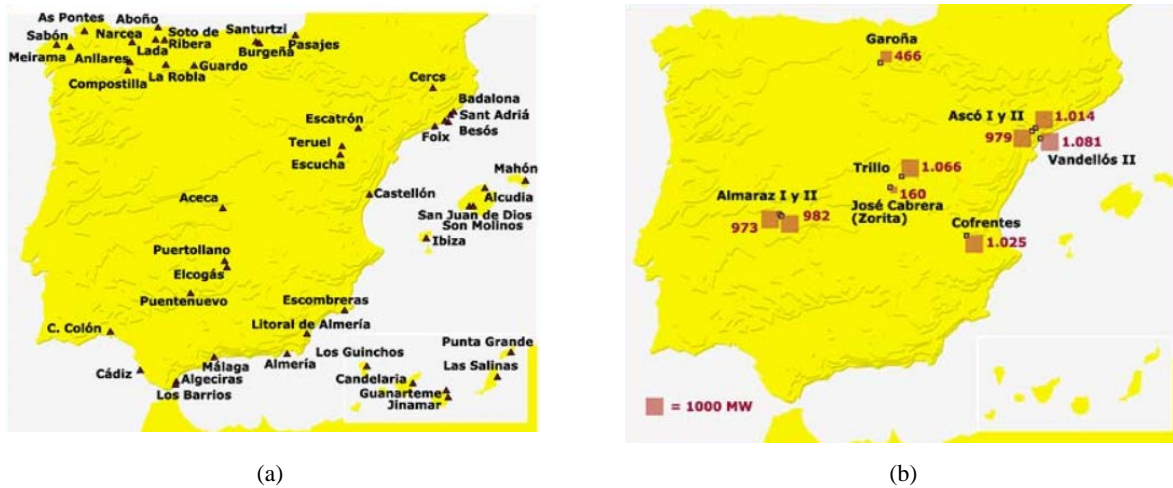 As Pontes
Aboño
Narcea
Soto de
Ribera
Santurtzi
Sabón
Lada
Burgeña
Pasajes
Meirama
Anllares
La Robla
Guardo
Compostilla
Cercs
Badalona
Escatrón
Sant Adriá
Besós
Foix
Teruel
Escucha
Mahón
Castellón
Alcudia
Aceca
San Juan de Dios
Son Molinos
Ibiza
Puertollano
Elcogás
Puentenuevo
Escombreras
C. Colón
Litoral de Almería
Punta Grande
Los Guinchos
Málaga
Almería
Las Salinas
Cádiz
Algeciras
Candelaria
Los Barrios
Guanarteme
Jinamar
(a)
Garoña
466
Ascó I y II
1.014
979
1.081
Vandellós II
Trillo
1.066
160
Almaraz I y II
José Cabrera
(Zorita)
973
982
Cofrentes
1.025
= 1000 MW
(b)